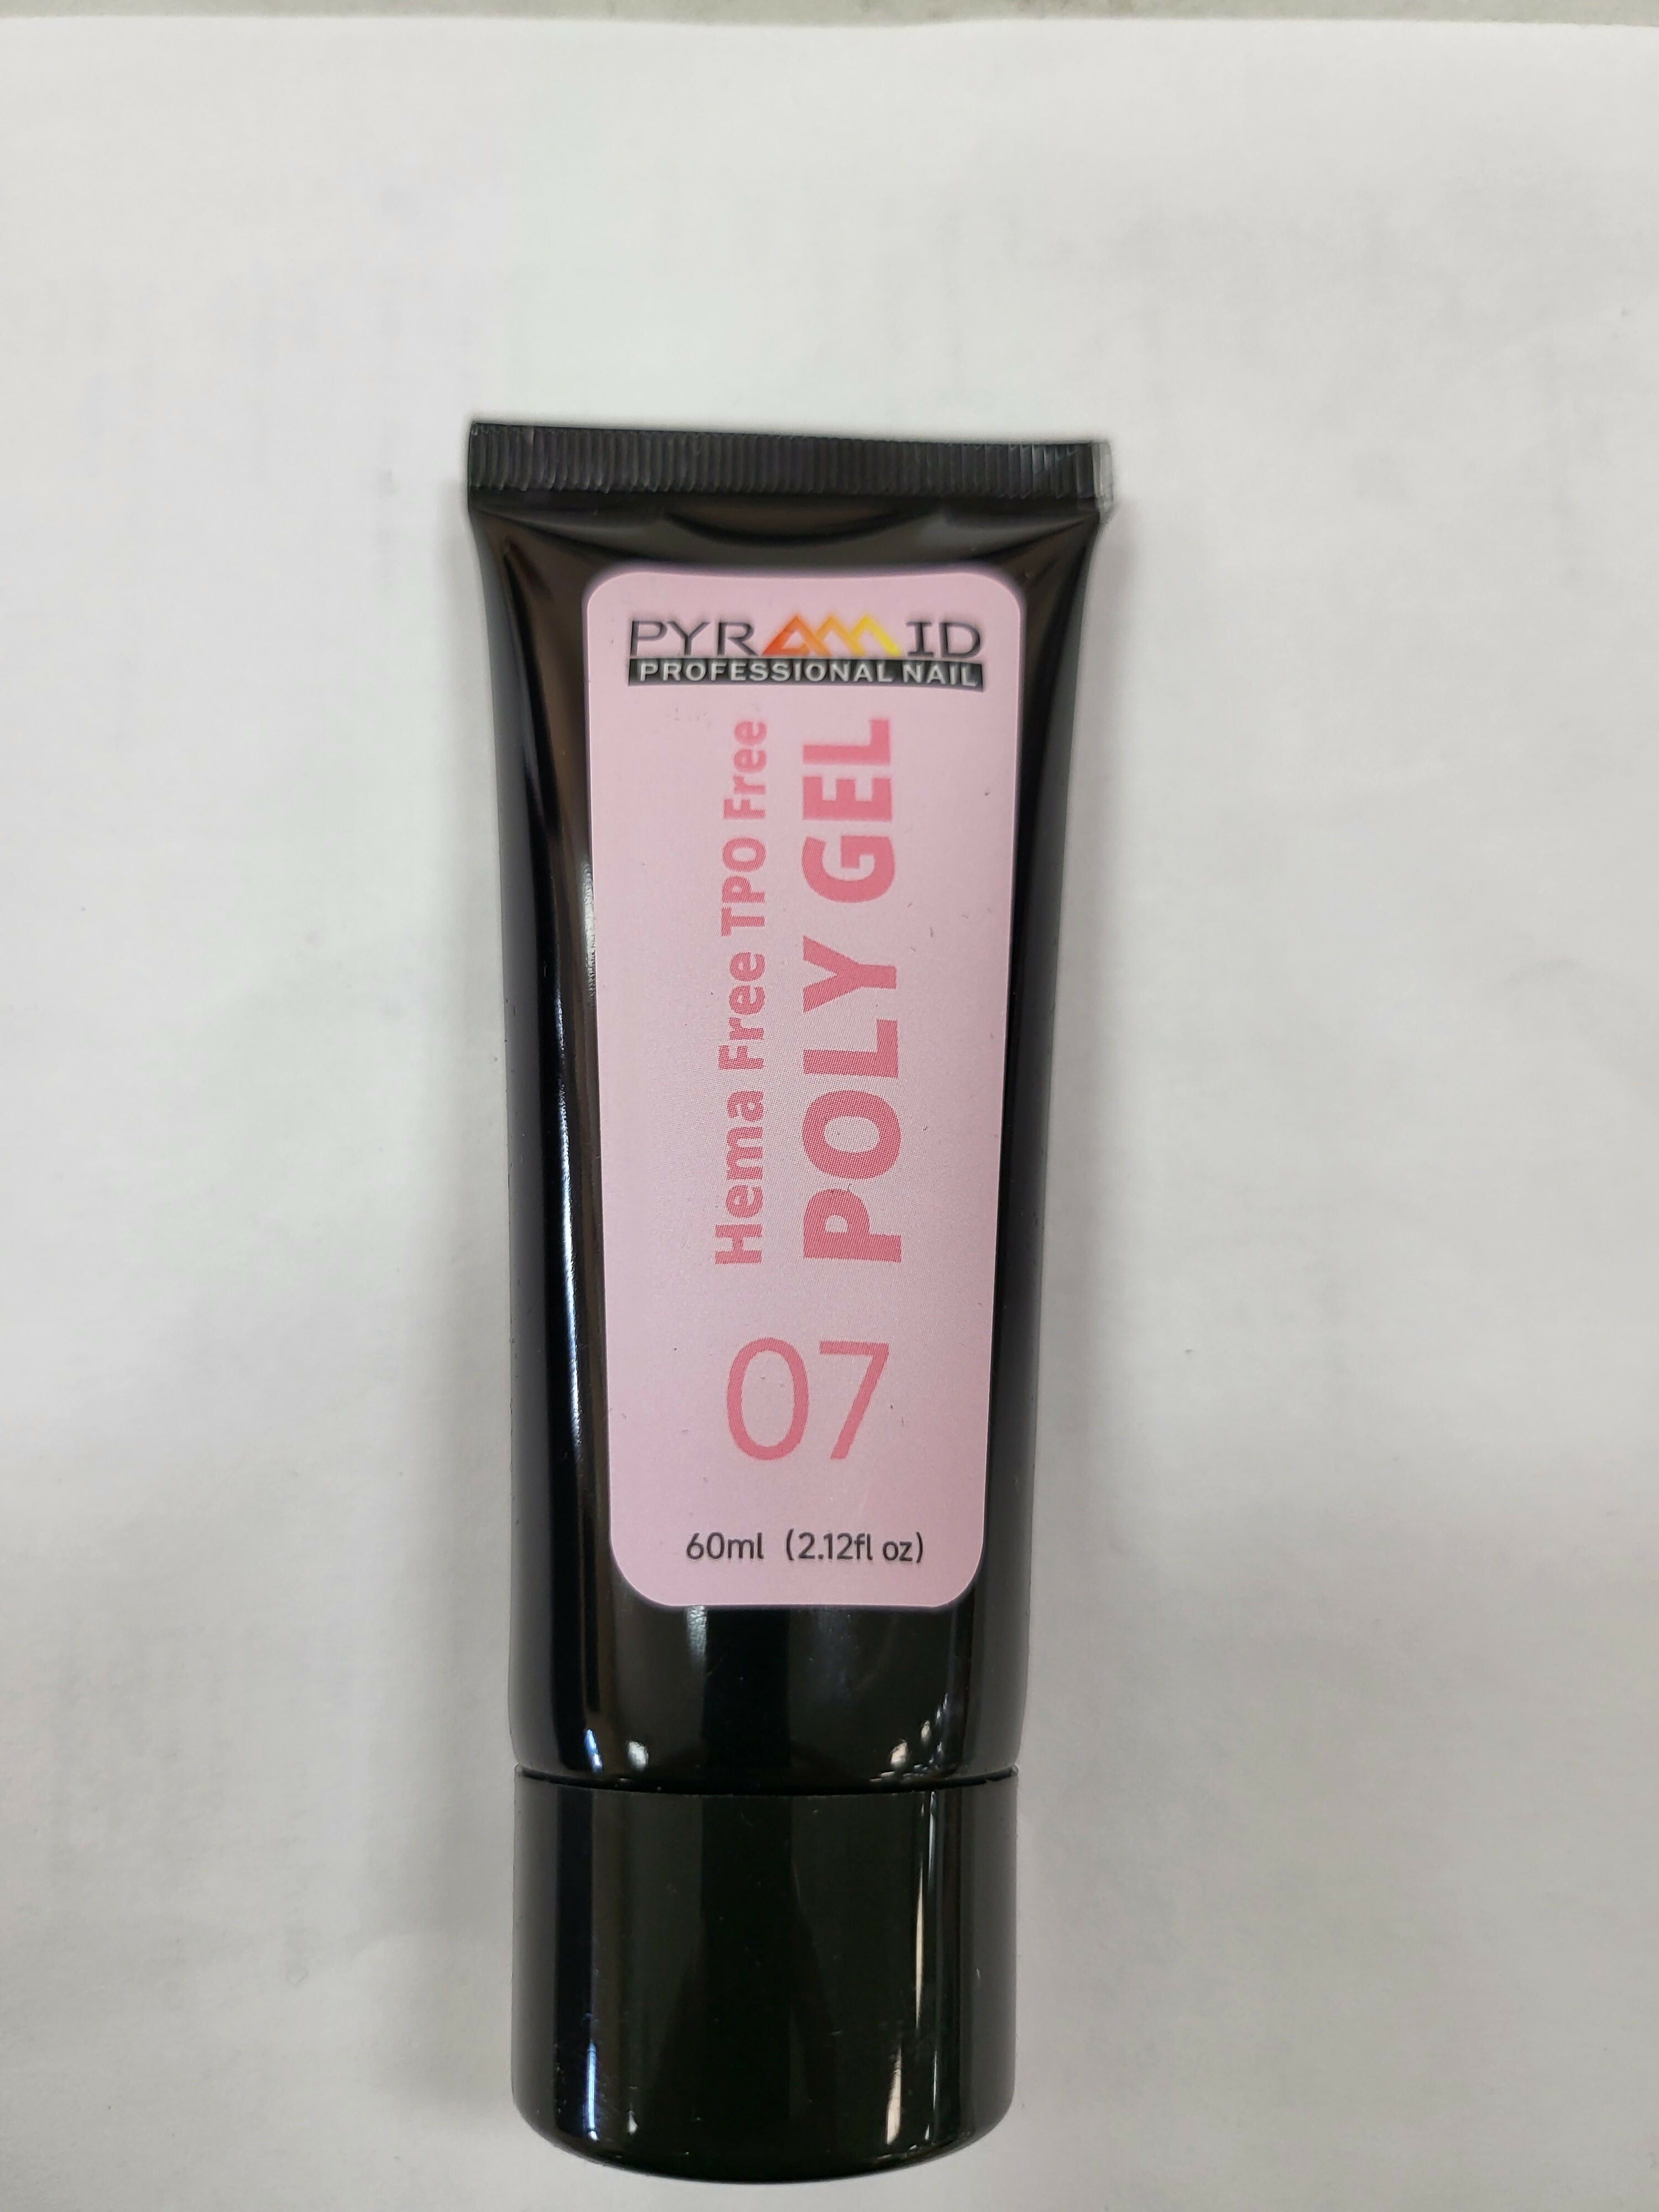 PYRAMID
PROFESSIONAL NAIL
Hema Free TPO Free
POLY GEL
07
60ml (2.12fl oz)